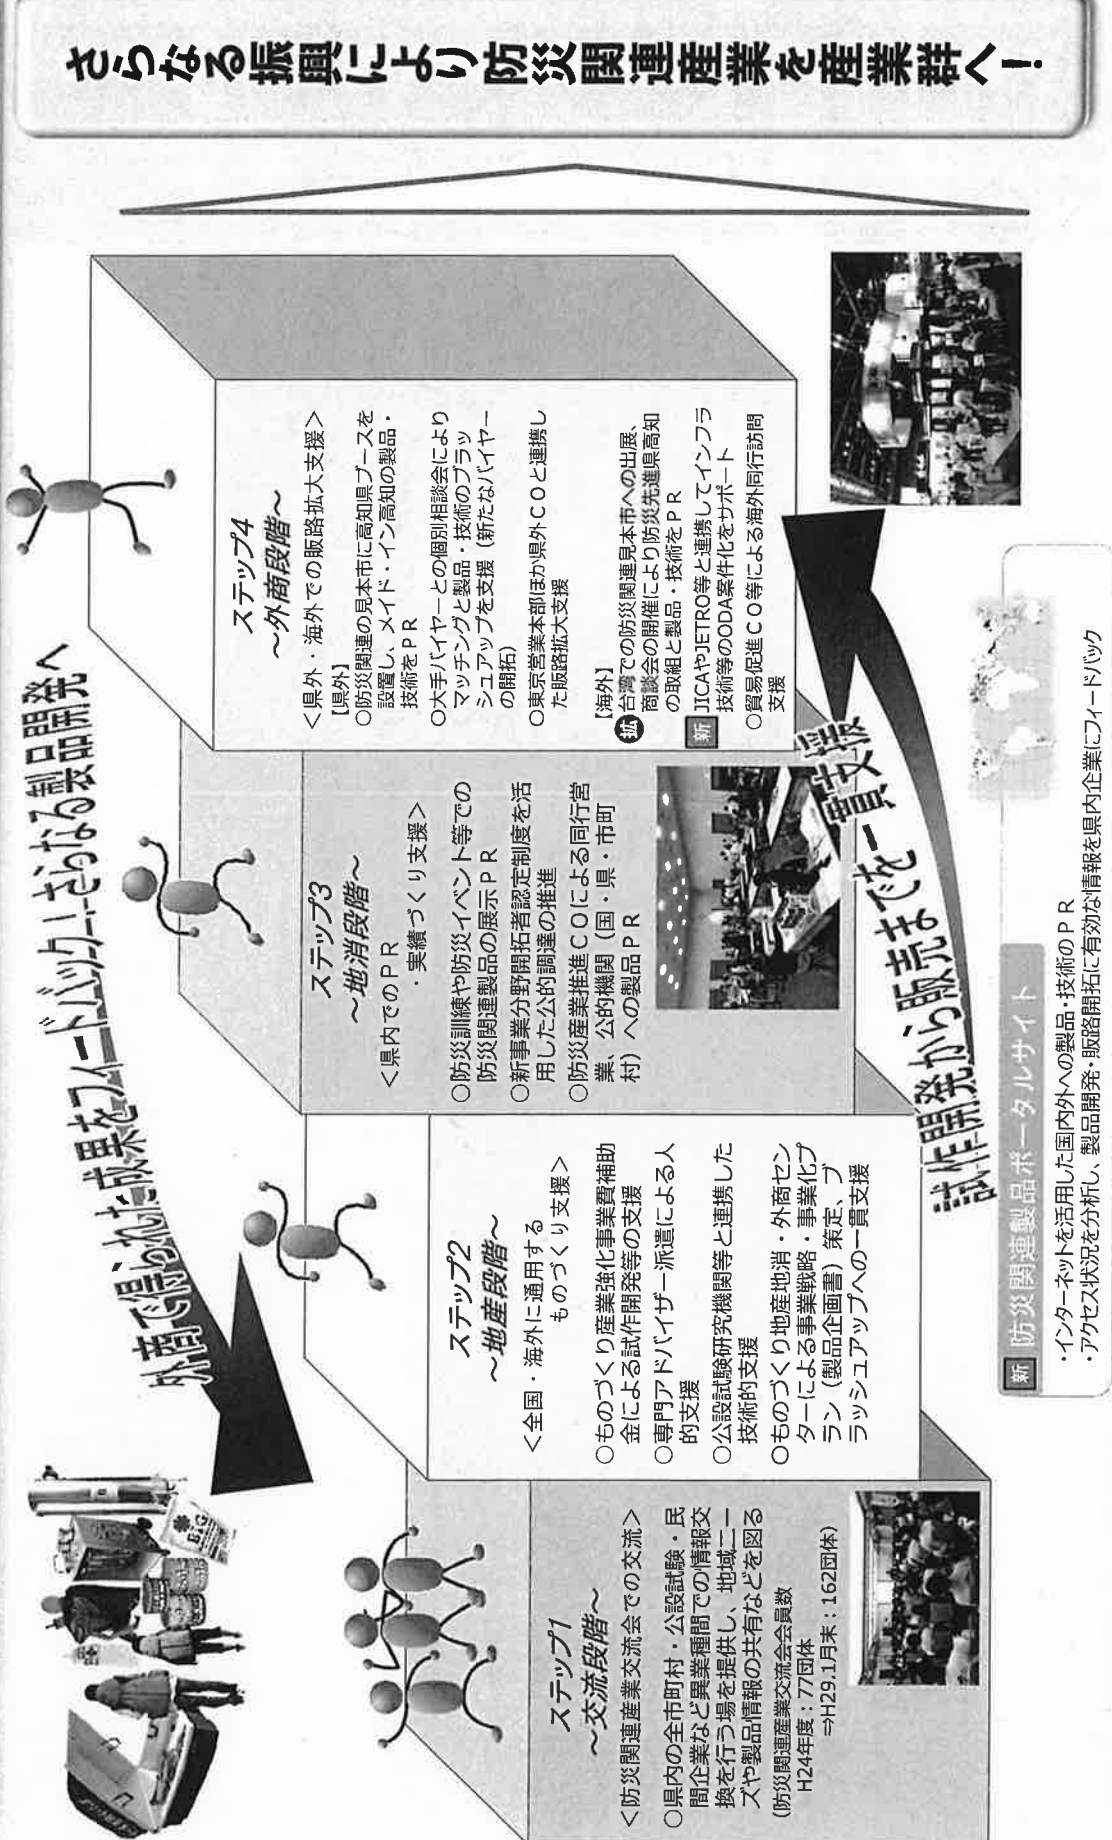 さらなる振興により防災関連産業を産業群へ！
外商で得られた成果をフィードバックし、さらなる製品開発へ
ステップ1
～交流段階～
＜防災関連産業交流会での交流＞
○県内の全市町村・公設試験・民
間企業など異業種間での情報交
換を行う場を提供し、地域ニー
ズや製品情報の共有などを図る
（防災関連産業交流会会員数
H24年度：77団体
⇒H29.1月末：162団体）
ステップ2
～地産段階～
＜全国・海外に通用する
ものづくり支援＞
○ものづくり産業強化事業費補助
金による試作開発等の支援
○専門アドバイザー派遣による人
的支援
○公設試験研究機関等と連携した
技術的支援
○ものづくり地産地消・外商セン
ターによる事業戦略・事業化プ
ラン（製品企画書）策定、ブ
ラッシュアップへの一貫支援
ステップ3
～地消段階～
＜県内でのＰＲ
・実績づくり支援＞
○防災訓練や防災イベント等での
防災関連製品の展示ＰＲ
○新事業分野開拓者認定制度を活
用した公的調達の推進
○防災産業推進ＣＯによる同行営
業、公的機関（国・県・市町
村）への製品ＰＲ
ステップ4
～外商段階～
＜県外・海外での販路拡大支援＞
【県外】
○防災関連の見本市に高知県ブースを
設置し、メイド・イン高知の製品・
技術をＰＲ
○大手バイヤーとの個別相談会により
マッチングと製品・技術のブラッ
シュアップを支援（新たなバイヤー
の開拓）
○東京営業本部ほか県外ＣＯと連携し
た販路拡大支援
【海外】
拡 台湾での防災関連見本市への出展、
商談会の開催により防災先進県高知
の取組と製品・技術をＰＲ
新 JICAやJETRO等と連携してインフラ
技術等のODA案件化をサポート
○貿易促進ＣＯ等による海外同行訪問
支援
試作開発から販売まで一貫支援
新 防災関連製品ポータルサイト
・インターネットを活用した国内外への製品・技術のＰＲ
・アクセス状況を分析し、製品開発・販路開拓に有効な情報を県内企業にフィードバック